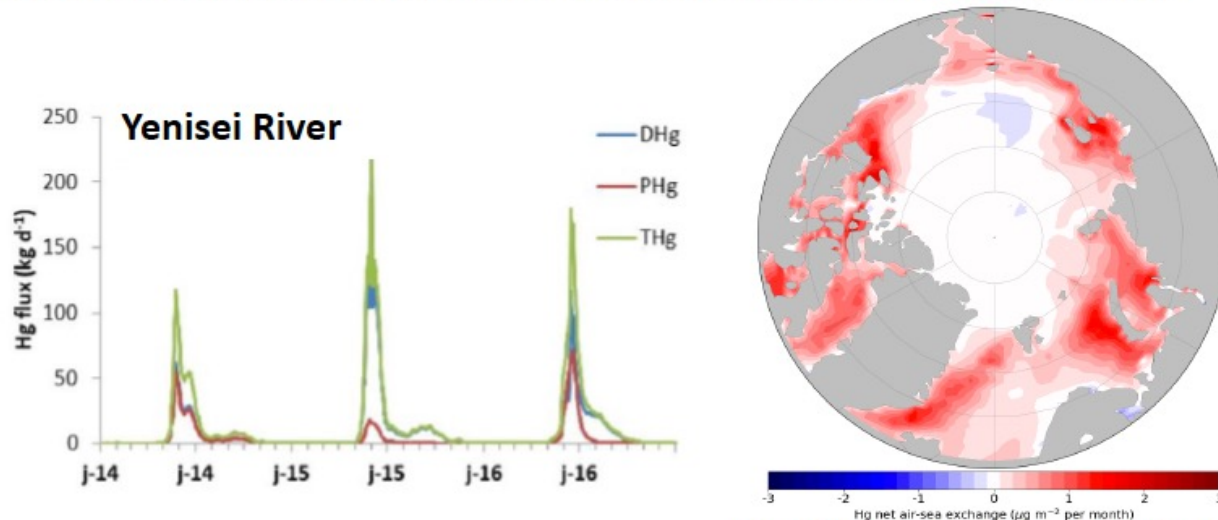 Yenisei River
250
200
150
100
50
0
Hg flux (kg d⁻¹)
DHg
PHg
THg
j-14 j-14 j-15 j-15 j-16 j-16
-3 -2 -1 0 1 2 3
Hg net air-sea exchange (μg m⁻² per month)